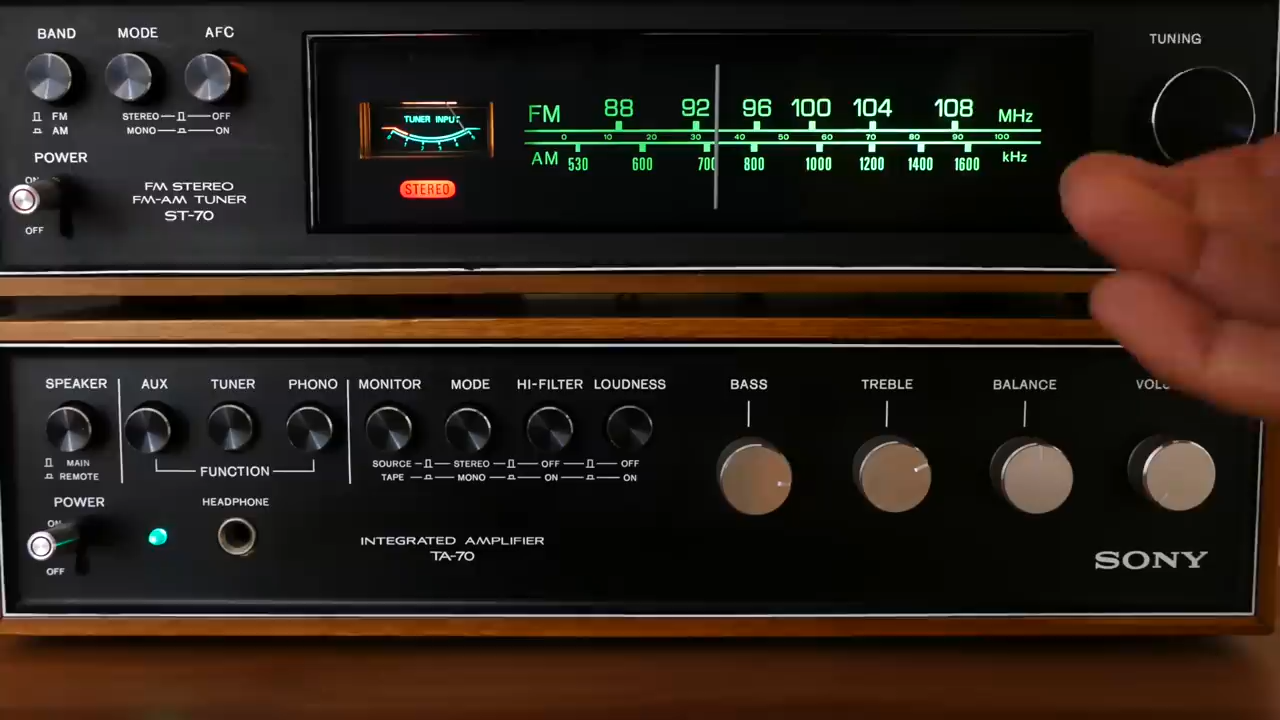 BAND MODE AFC
TUNING
FM 88 92 96 100 104 108 MHz
0 10 20 30 40 50 60 70 80 90 100
AM 530 600 700 800 1000 1200 1400 1600 kHz
TUNER INPUT
STEREO
FM STEREO OFF
AM MONO ON
POWER
ON
OFF
FM STEREO
FM-AM TUNER
ST-70
SPEAKER AUX TUNER PHONO MONITOR MODE HI-FILTER LOUDNESS BASS TREBLE BALANCE
MAIN SOURCE STEREO OFF OFF
REMOTE FUNCTION TAPE MONO ON ON
POWER HEADPHONE
ON
OFF
INTEGRATED AMPLIFIER
TA-70
SONY